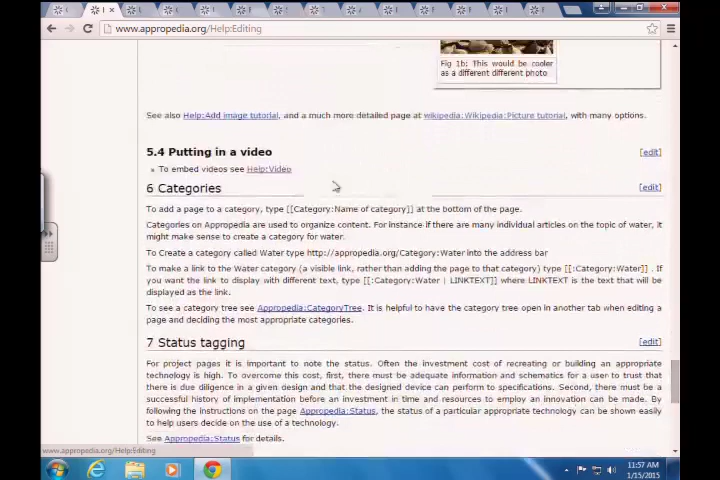 www.appropedia.org/Help:Editing
Fig 1b: This would be cooler
as a different different photo
See also Help:Add image tutorial, and a much more detailed page at wikipedia:Wikipedia:Picture tutorial, with many options.
5.4 Putting in a video
[edit]
To embed videos see Help:Video
6 Categories
[edit]
To add a page to a category, type [[Category:Name of category]] at the bottom of the page.
Categories on Appropedia are used to organize content. For instance if there are many individual articles on the topic of water, it
might make sense to create a category for water.
To Create a category called Water type http://appropedia.org/Category:Water into the address bar
To make a link to the Water category (a visible link, rather than adding the page to that category) type [[:Category:Water]] . If
you want the link to display with different text, type [[:Category:Water | LINKTEXT]] where LINKTEXT is the text that will be
displayed as the link.
To see a category tree see Appropedia:CategoryTree. It is helpful to have the category tree open in another tab when editing a
page and deciding the most appropriate categories.
7 Status tagging
[edit]
For project pages it is important to note the status. Often the investment cost of recreating or building an appropriate
technology is high. To overcome this cost, first, there must be adequate information and schematics for a user to trust that
there is due diligence in a given design and that the designed device can perform to specifications. Second, there must be a
successful history of implementation before an investment in time and resources to employ an innovation can be made. By
following the instructions on the page Appropedia:Status, the status of a particular appropriate technology can be shown easily
to help users decide on the use of a technology.
See Appropedia:Status for details.
www.appropedia.org/Help:Editing
11:57 AM
1/15/2015